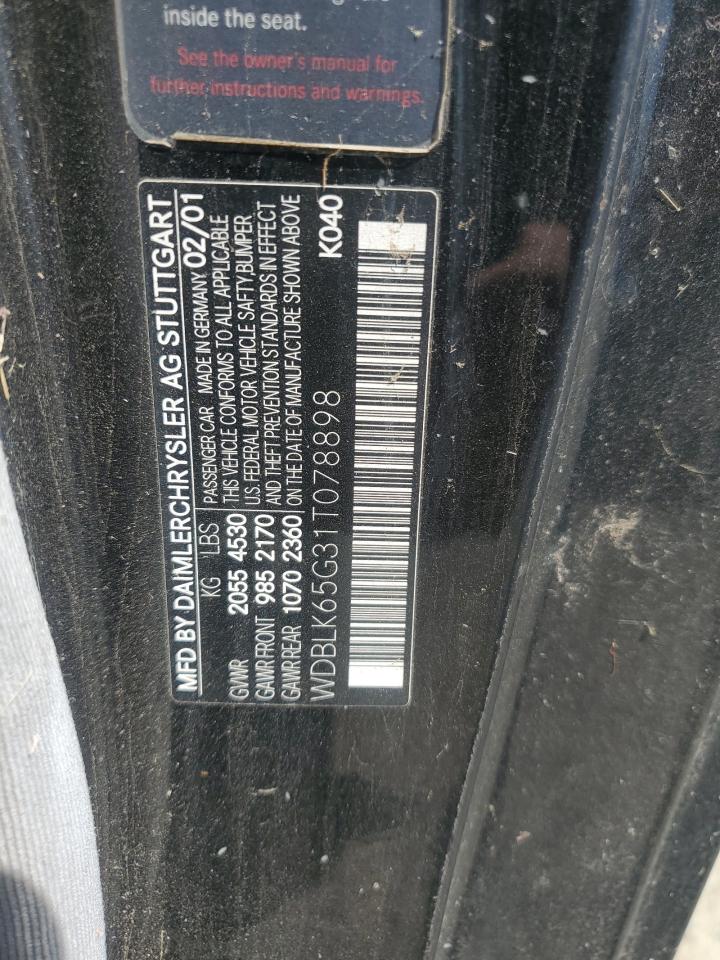 inside the seat.
See the owner's manual for
further instructions and warnings.
MFD BY DAIMLERCHRYSLER AG STUTTGART
KG LBS PASSENGER CAR MADE IN GERMANY 02/01
GVWR 2055 4530 THIS VEHICLE CONFORMS TO ALL APPLICABLE
GAWR FRONT 985 2170 U.S. FEDERAL MOTOR VEHICLE SAFTY,BUMPER
GAWR REAR 1070 2360 AND THEFT PREVENTION STANDARDS IN EFFECT
ON THE DATE OF MANUFACTURE SHOWN ABOVE
WDBLK65G31T078898 K040